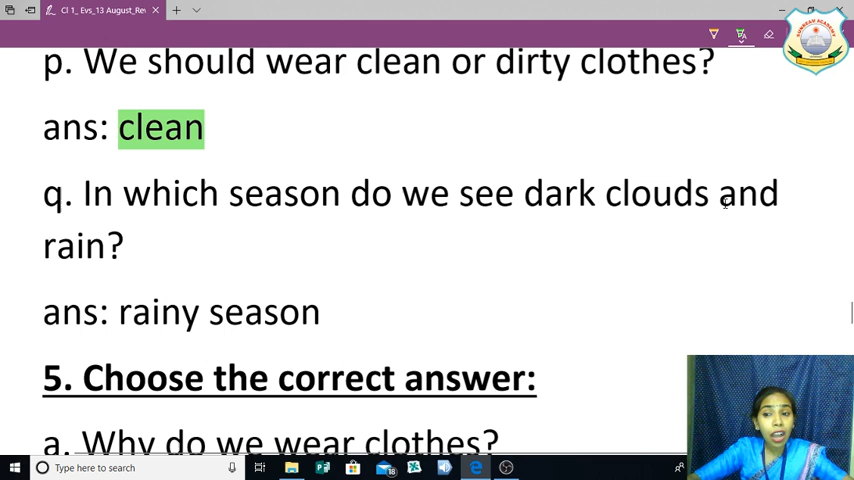 Cl 1_ Evs_13 August_Rev
p. We should wear clean or dirty clothes?
ans: clean
q. In which season do we see dark clouds and
rain?
ans: rainy season
5. Choose the correct answer:
a. Why do we wear clothes?
Type here to search
18